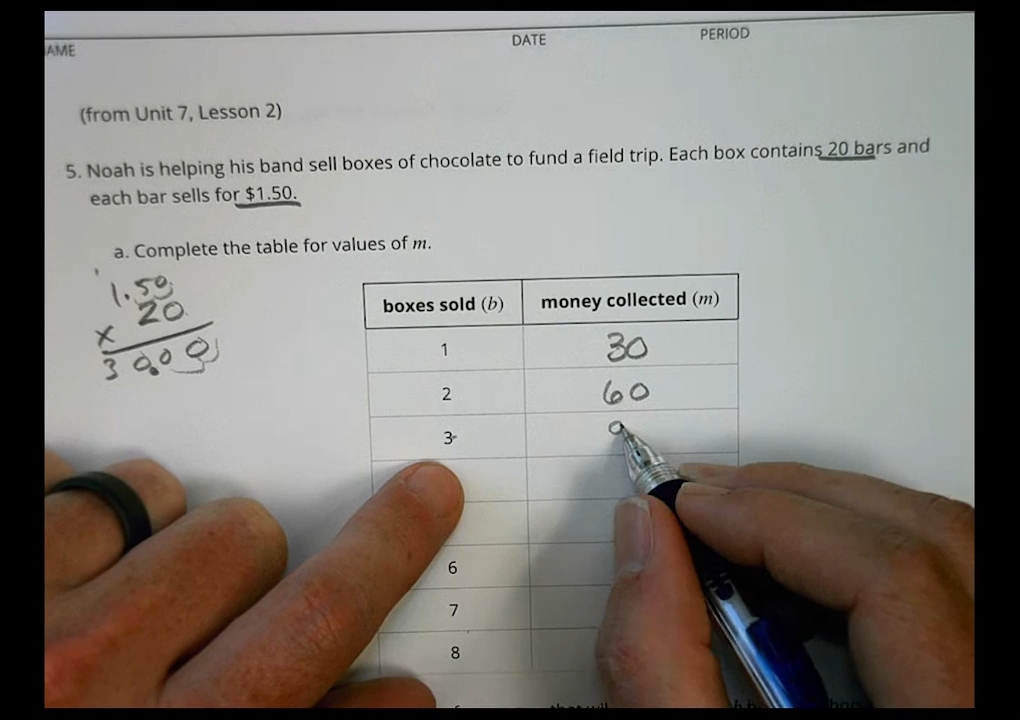 AME DATE PERIOD
(from Unit 7, Lesson 2)
5. Noah is helping his band sell boxes of chocolate to fund a field trip. Each box contains 20 bars and
each bar sells for $1.50.
a. Complete the table for values of m.
1.50
20
x
30.00
boxes sold (b) money collected (m)
1 30
2 60
3
6
7
8